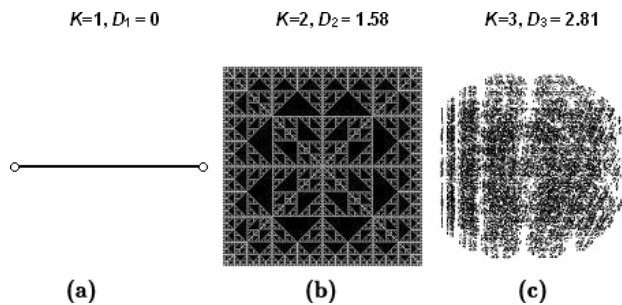 K=1, D₁ = 0
K=2, D₂ = 1.58
K=3, D₃ = 2.81
(a)
(b)
(c)